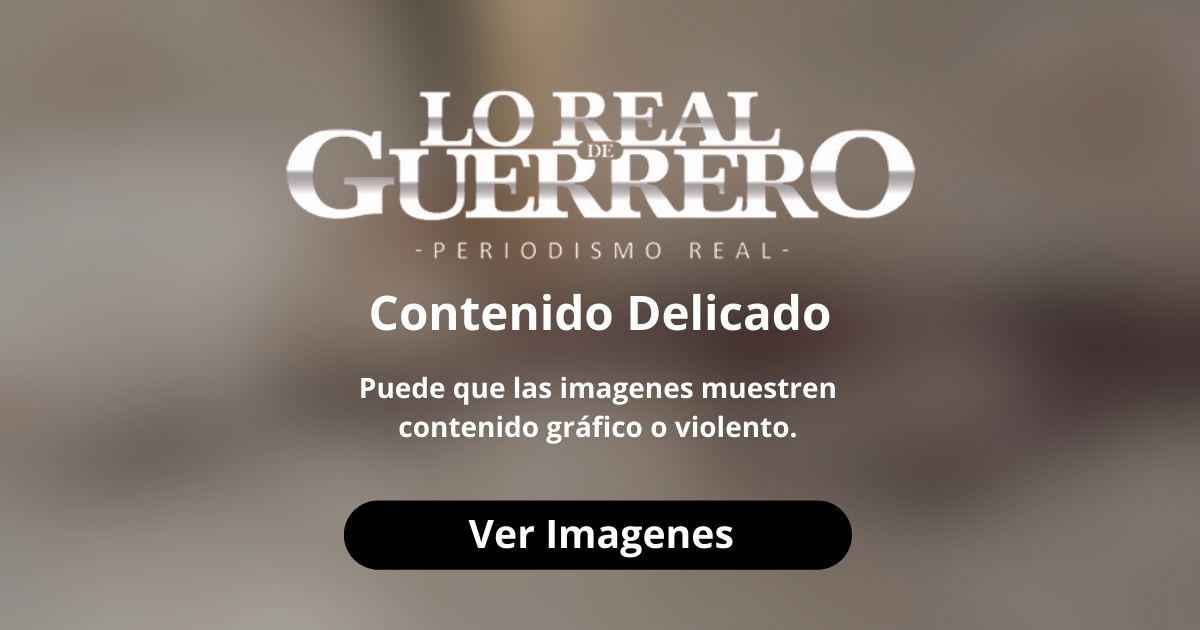 LO REAL
DE
GUERRERO
-PERIODISMO REAL-
Contenido Delicado
Puede que las imagenes muestren
contenido gráfico o violento.
Ver Imagenes